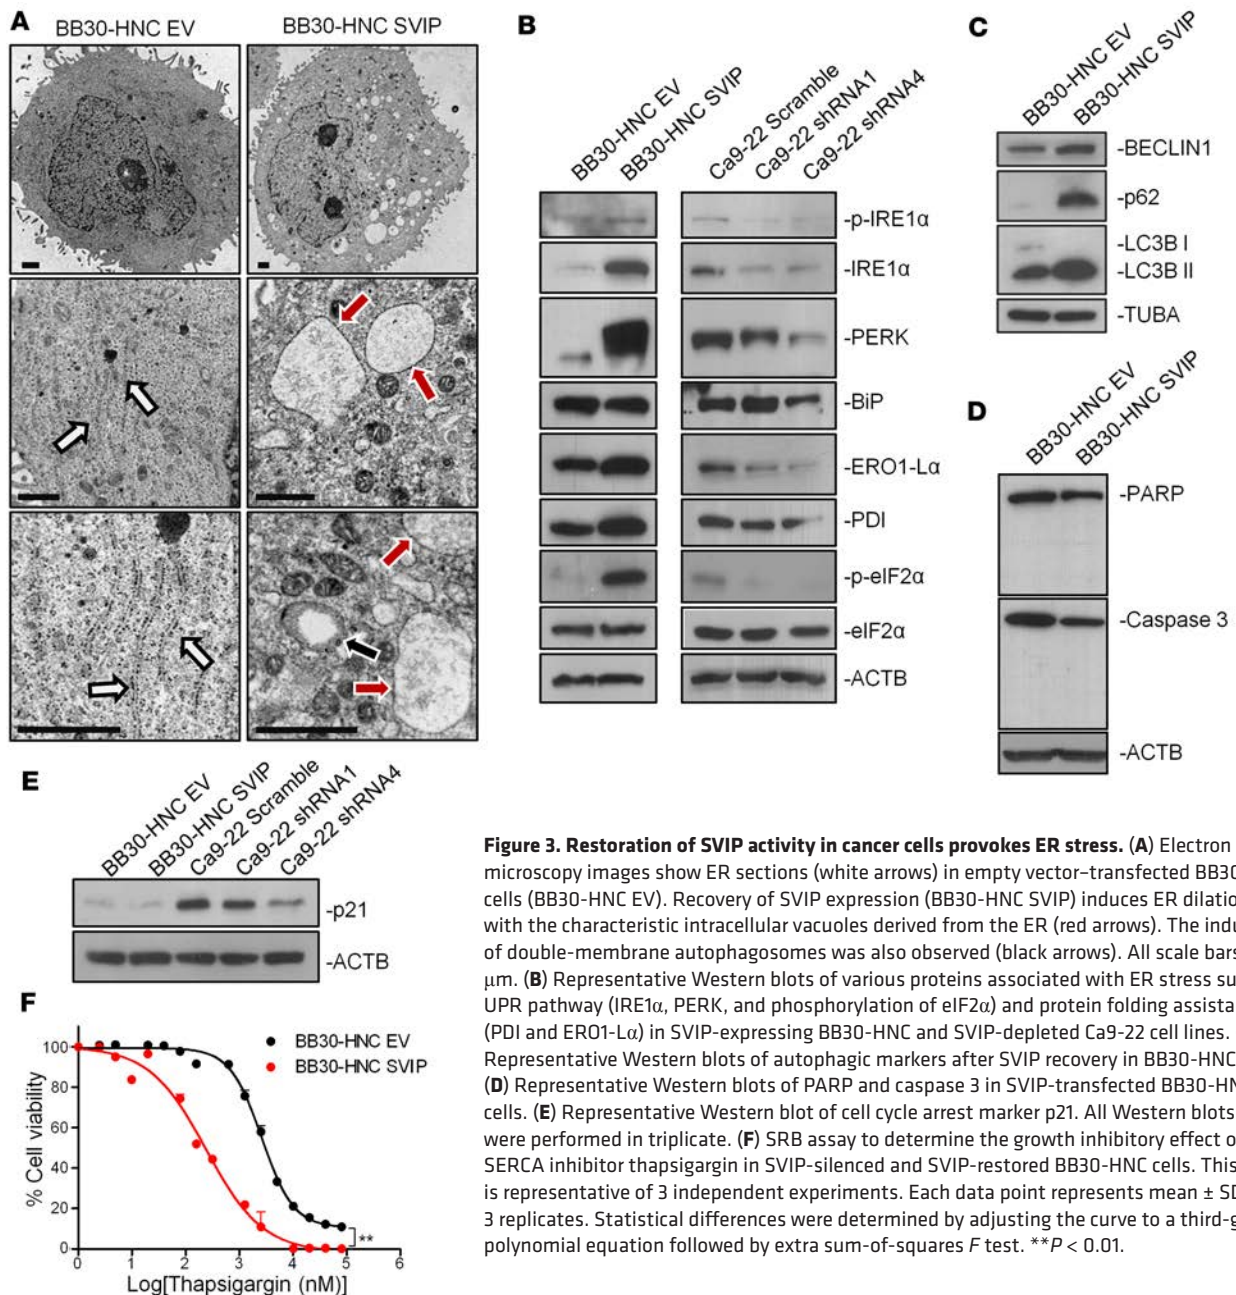 A
BB30-HNC EV
BB30-HNC SVIP
B
BB30-HNC EV
BB30-HNC SVIP
Ca9-22 Scramble
Ca9-22 shRNA1
Ca9-22 shRNA4
-p-IRE1α
-IRE1α
-PERK
-BiP
-ERO1-Lα
-PDI
-p-eIF2α
-eIF2α
-ACTB
C
BB30-HNC EV
BB30-HNC SVIP
-BECLIN1
-p62
-LC3B I
-LC3B II
-TUBA
D
BB30-HNC EV
BB30-HNC SVIP
-PARP
-Caspase 3
-ACTB
E
BB30-HNC EV
BB30-HNC SVIP
Ca9-22 Scramble
Ca9-22 shRNA1
Ca9-22 shRNA4
-p21
-ACTB
F
BB30-HNC EV
BB30-HNC SVIP
% Cell viability
100
80
60
40
20
0
**
0 1 2 3 4 5 6
Log[Thapsigargin (nM)]
Figure 3. Restoration of SVIP activity in cancer cells provokes ER stress. (A) Electron
microscopy images show ER sections (white arrows) in empty vector–transfected BB30
cells (BB30-HNC EV). Recovery of SVIP expression (BB30-HNC SVIP) induces ER dilatio
with the characteristic intracellular vacuoles derived from the ER (red arrows). The indu
of double-membrane autophagosomes was also observed (black arrows). All scale bars
μm. (B) Representative Western blots of various proteins associated with ER stress su
UPR pathway (IRE1α, PERK, and phosphorylation of eIF2α) and protein folding assista
(PDI and ERO1-Lα) in SVIP-expressing BB30-HNC and SVIP-depleted Ca9-22 cell lines.
Representative Western blots of autophagic markers after SVIP recovery in BB30-HNC
(D) Representative Western blots of PARP and caspase 3 in SVIP-transfected BB30-HN
cells. (E) Representative Western blot of cell cycle arrest marker p21. All Western blots
were performed in triplicate. (F) SRB assay to determine the growth inhibitory effect o
SERCA inhibitor thapsigargin in SVIP-silenced and SVIP-restored BB30-HNC cells. This
is representative of 3 independent experiments. Each data point represents mean ± SD
3 replicates. Statistical differences were determined by adjusting the curve to a third-g
polynomial equation followed by extra sum-of-squares F test. **P < 0.01.